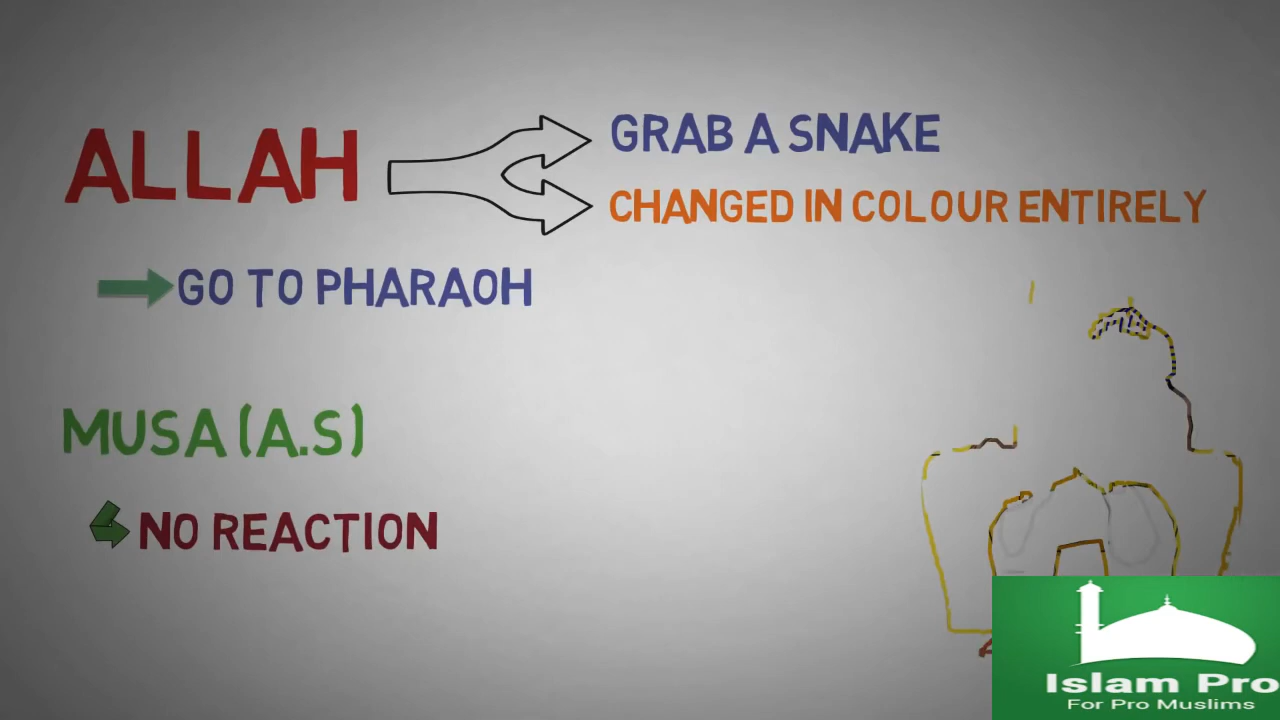 ALLAH
GRAB A SNAKE
CHANGED IN COLOUR ENTIRELY
GO TO PHARAOH
MUSA (A.S)
NO REACTION
Islam Pro
For Pro Muslims